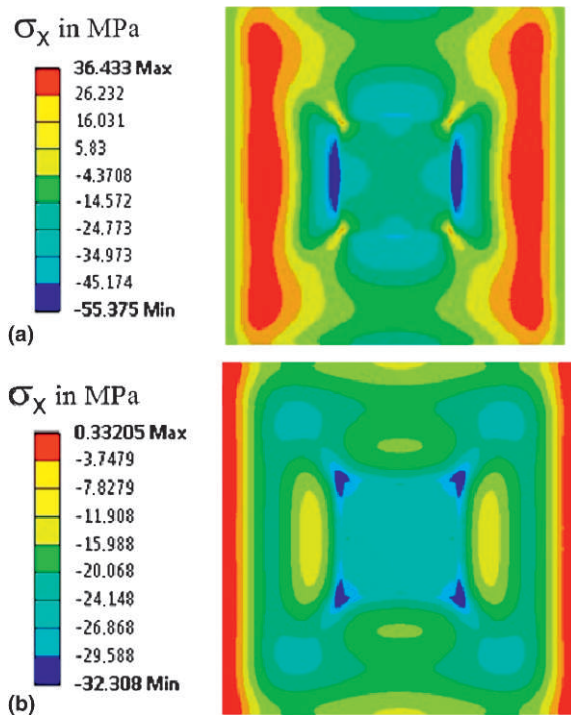 σX in MPa
36.433 Max
26.232
16.031
5.83
-4.3708
-14.572
-24.773
-34.973
-45.174
-55.375 Min
(a)
σX in MPa
0.33205 Max
-3.7479
-7.8279
-11.908
-15.988
-20.068
-24.148
-26.868
-29.588
-32.308 Min
(b)